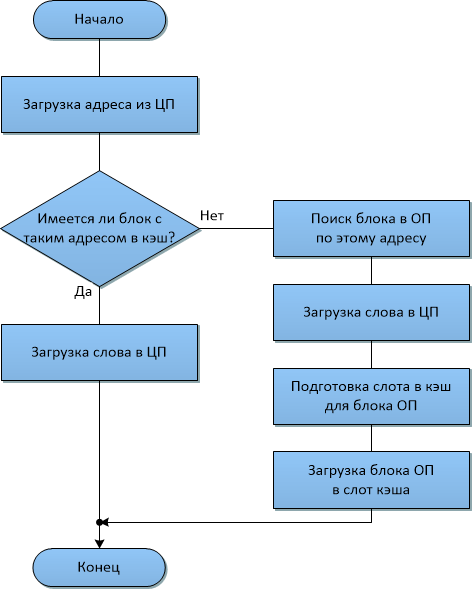 Начало
Загрузка адреса из ЦП
Имеется ли блок с
таким адресом в кэш?
Нет
Да
Поиск блока в ОП
по этому адресу
Загрузка слова в ЦП
Загрузка слова в ЦП
Подготовка слота в кэш
для блока ОП
Загрузка блока ОП
в слот кэша
Конец